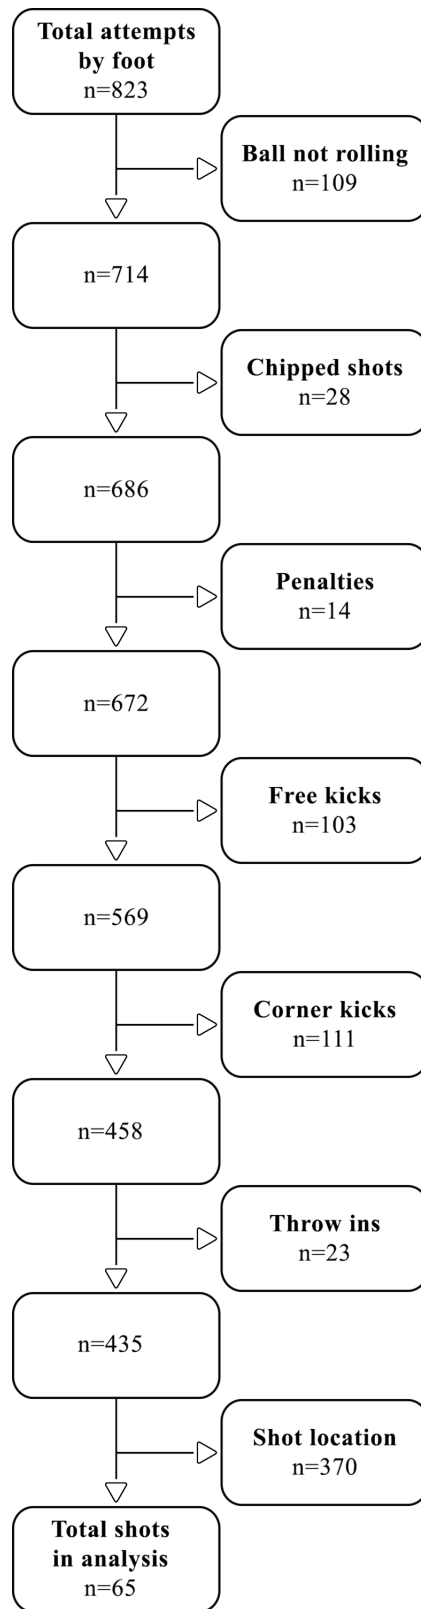 Total attempts
by foot
n=823
Ball not rolling
n=109
n=714
Chipped shots
n=28
n=686
Penalties
n=14
n=672
Free kicks
n=103
n=569
Corner kicks
n=111
n=458
Throw ins
n=23
n=435
Shot location
n=370
Total shots
in analysis
n=65